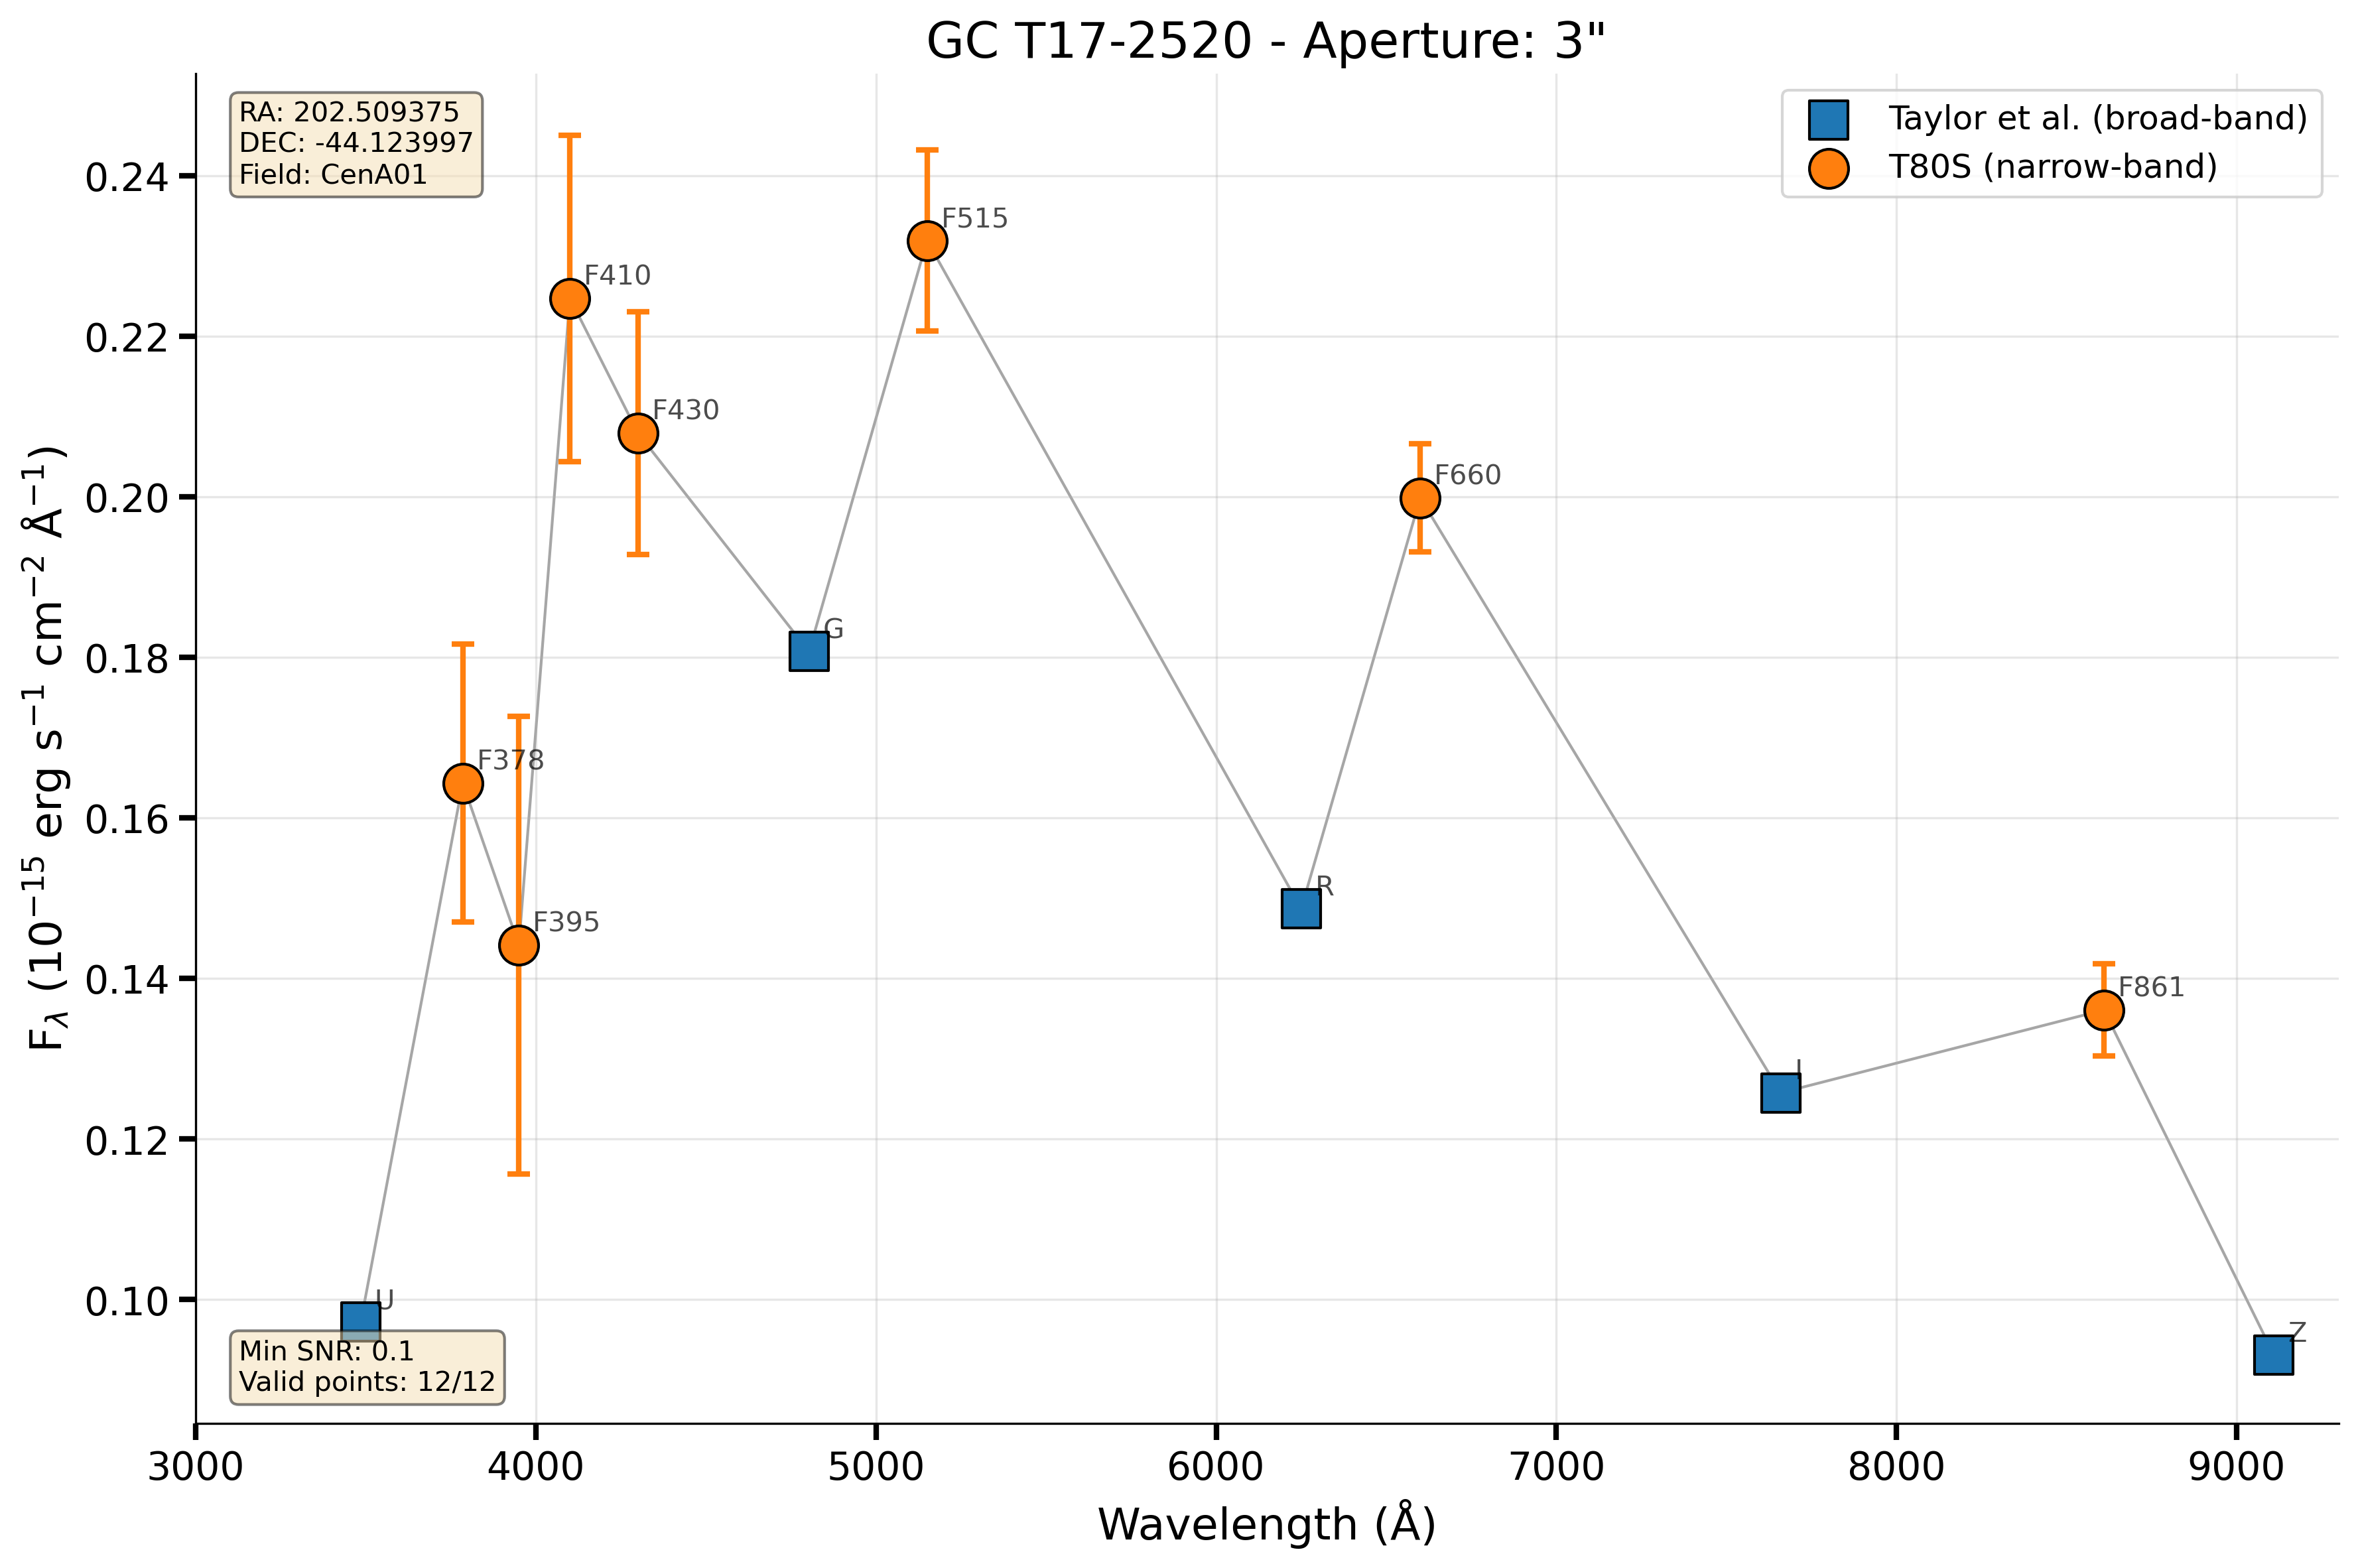 GC T17-2520 - Aperture: 3"
RA: 202.509375
DEC: -44.123997
Field: CenA01
Taylor et al. (broad-band)
T80S (narrow-band)
F_λ (10⁻¹⁵ erg s⁻¹ cm⁻² Å⁻¹)
0.24
0.22
0.20
0.18
0.16
0.14
0.12
0.10
F515
F410
F430
F660
G
F378
F395
R
F861
I
U
Z
Min SNR: 0.1
Valid points: 12/12
3000 4000 5000 6000 7000 8000 9000
Wavelength (Å)